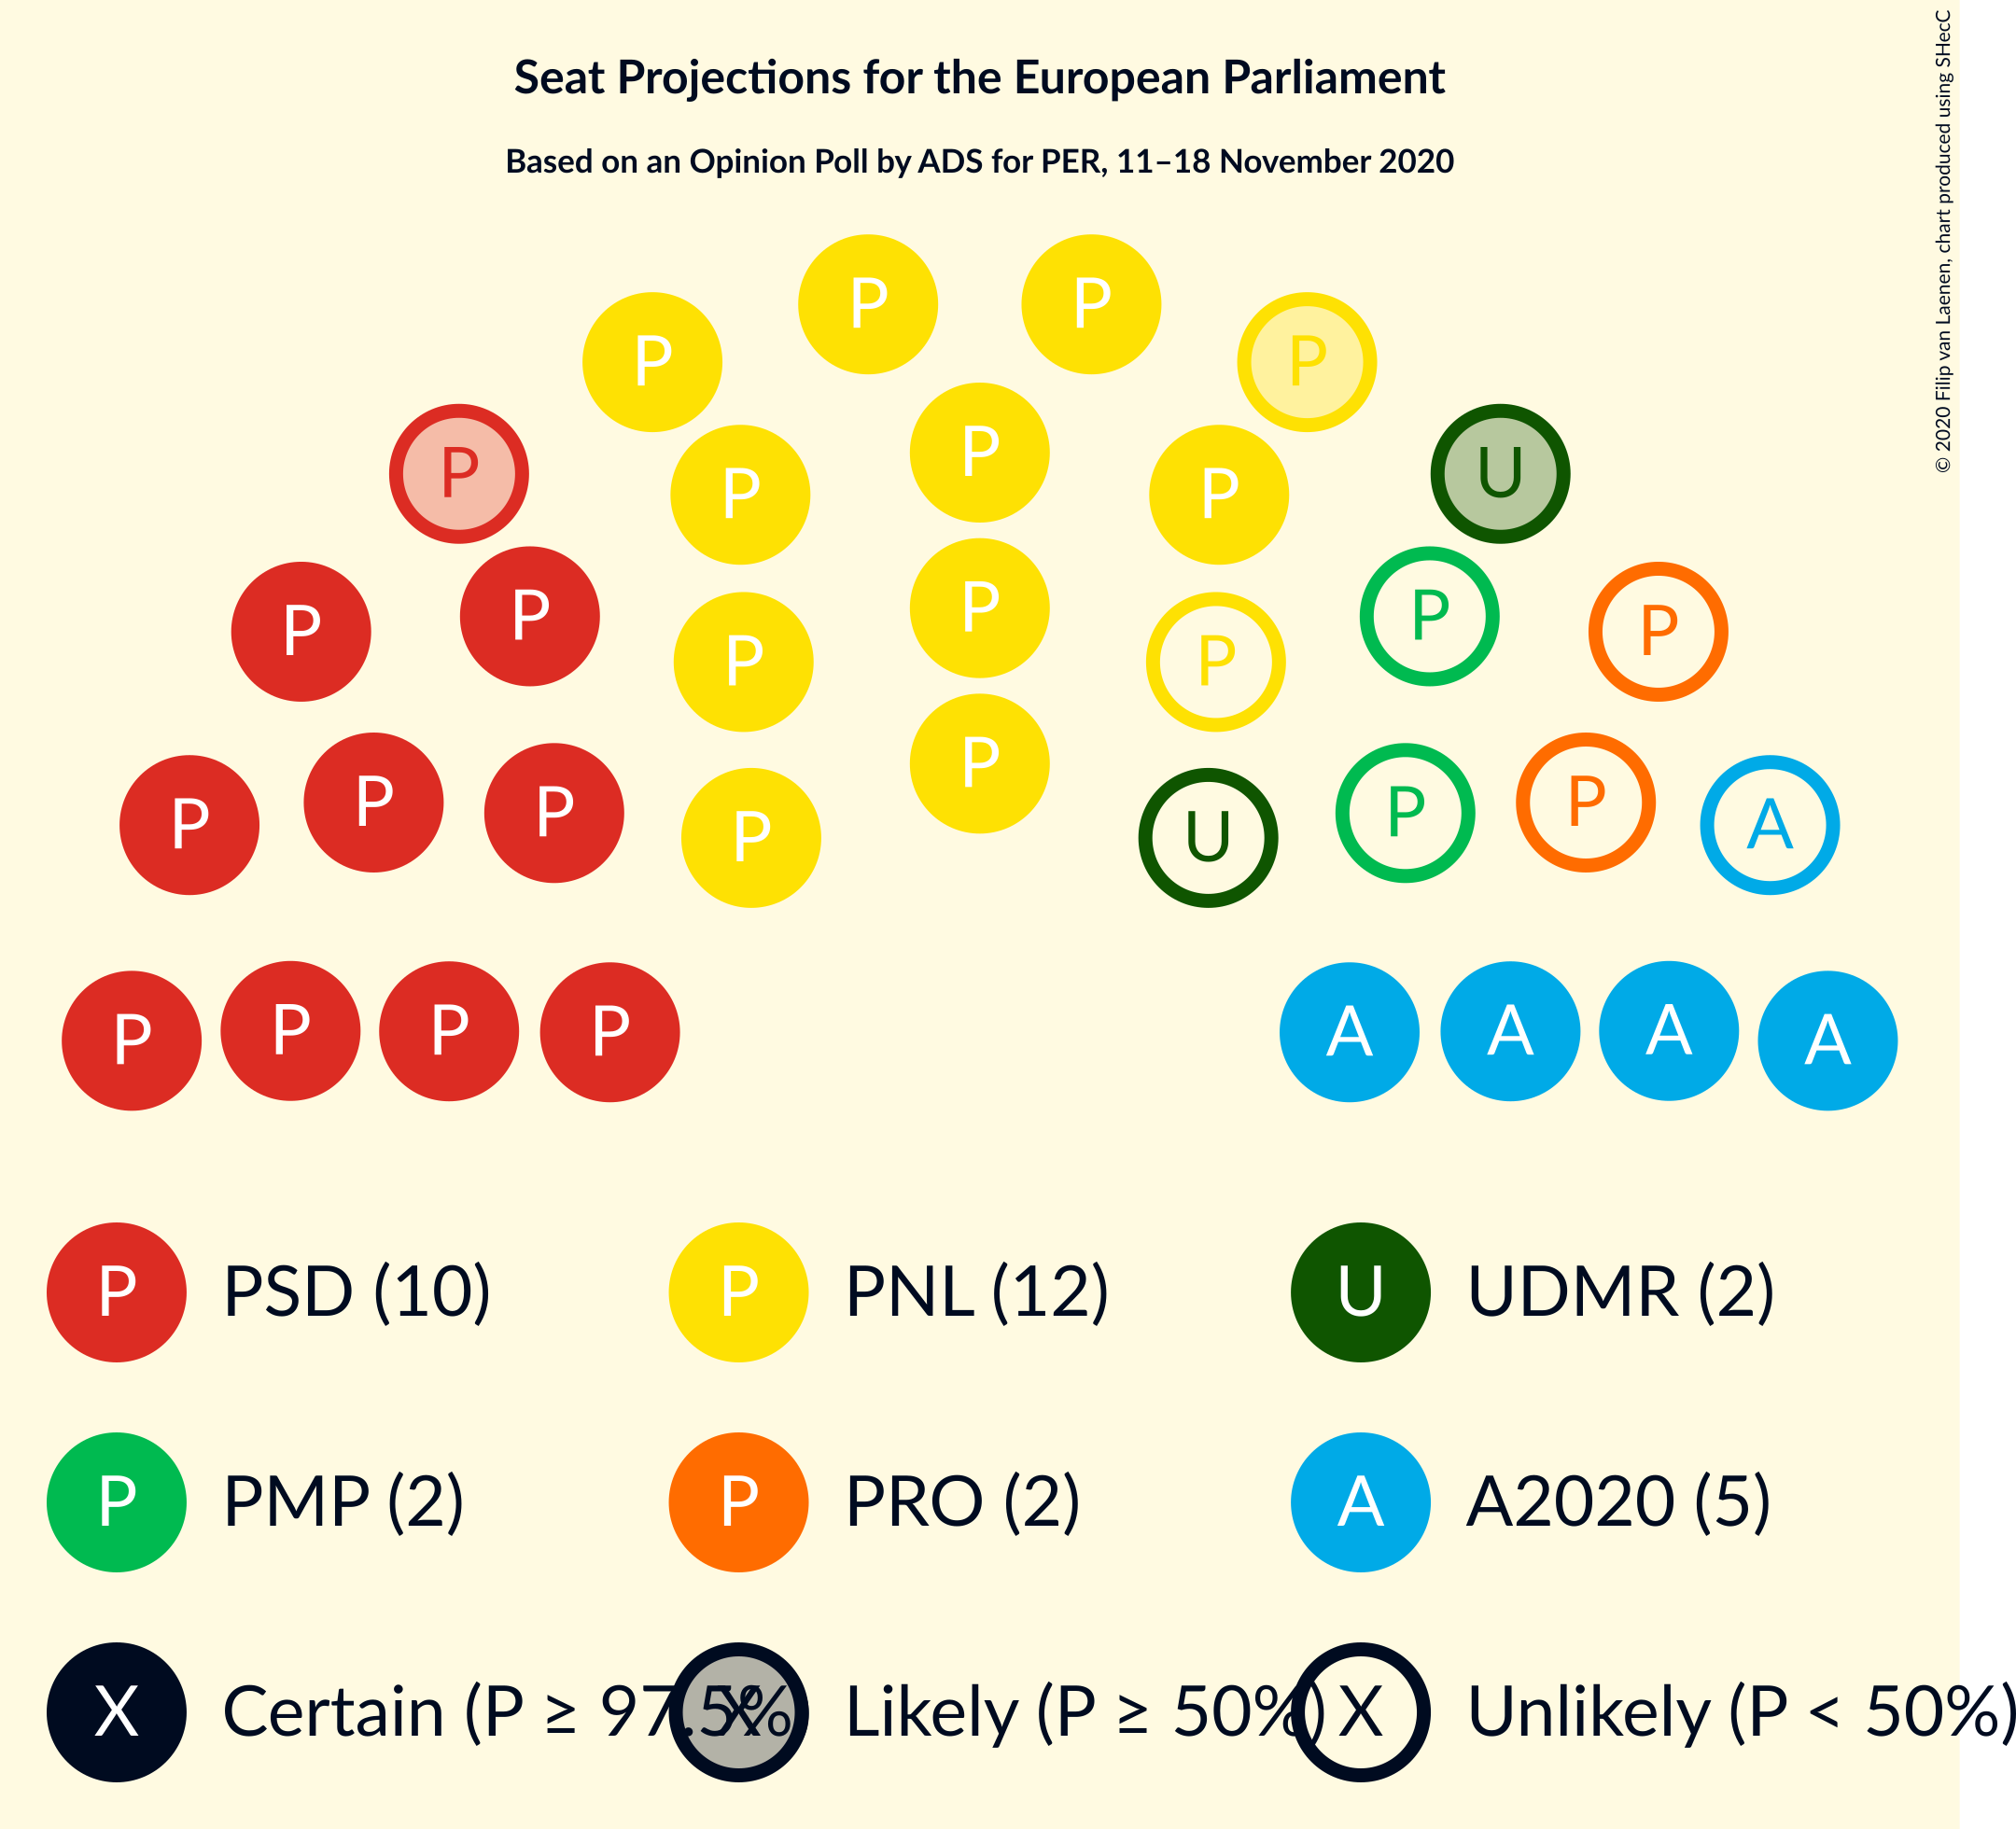 Seat Projections for the European Parliament
Based on an Opinion Poll by ADS for PER, 11–18 November 2020
© 2020 Filip van Laenen, chart produced using SHecC
P P
P P
P P U
P P
P P P P
P P P
P P P P
P P P A
P U
P P P P A A A A
P PSD (10) P PNL (12) U UDMR (2)
P PMP (2) P PRO (2) A A2020 (5)
X Certain (P ≥ 97.5% X Likely (P ≥ 50%) X Unlikely (P < 50%)